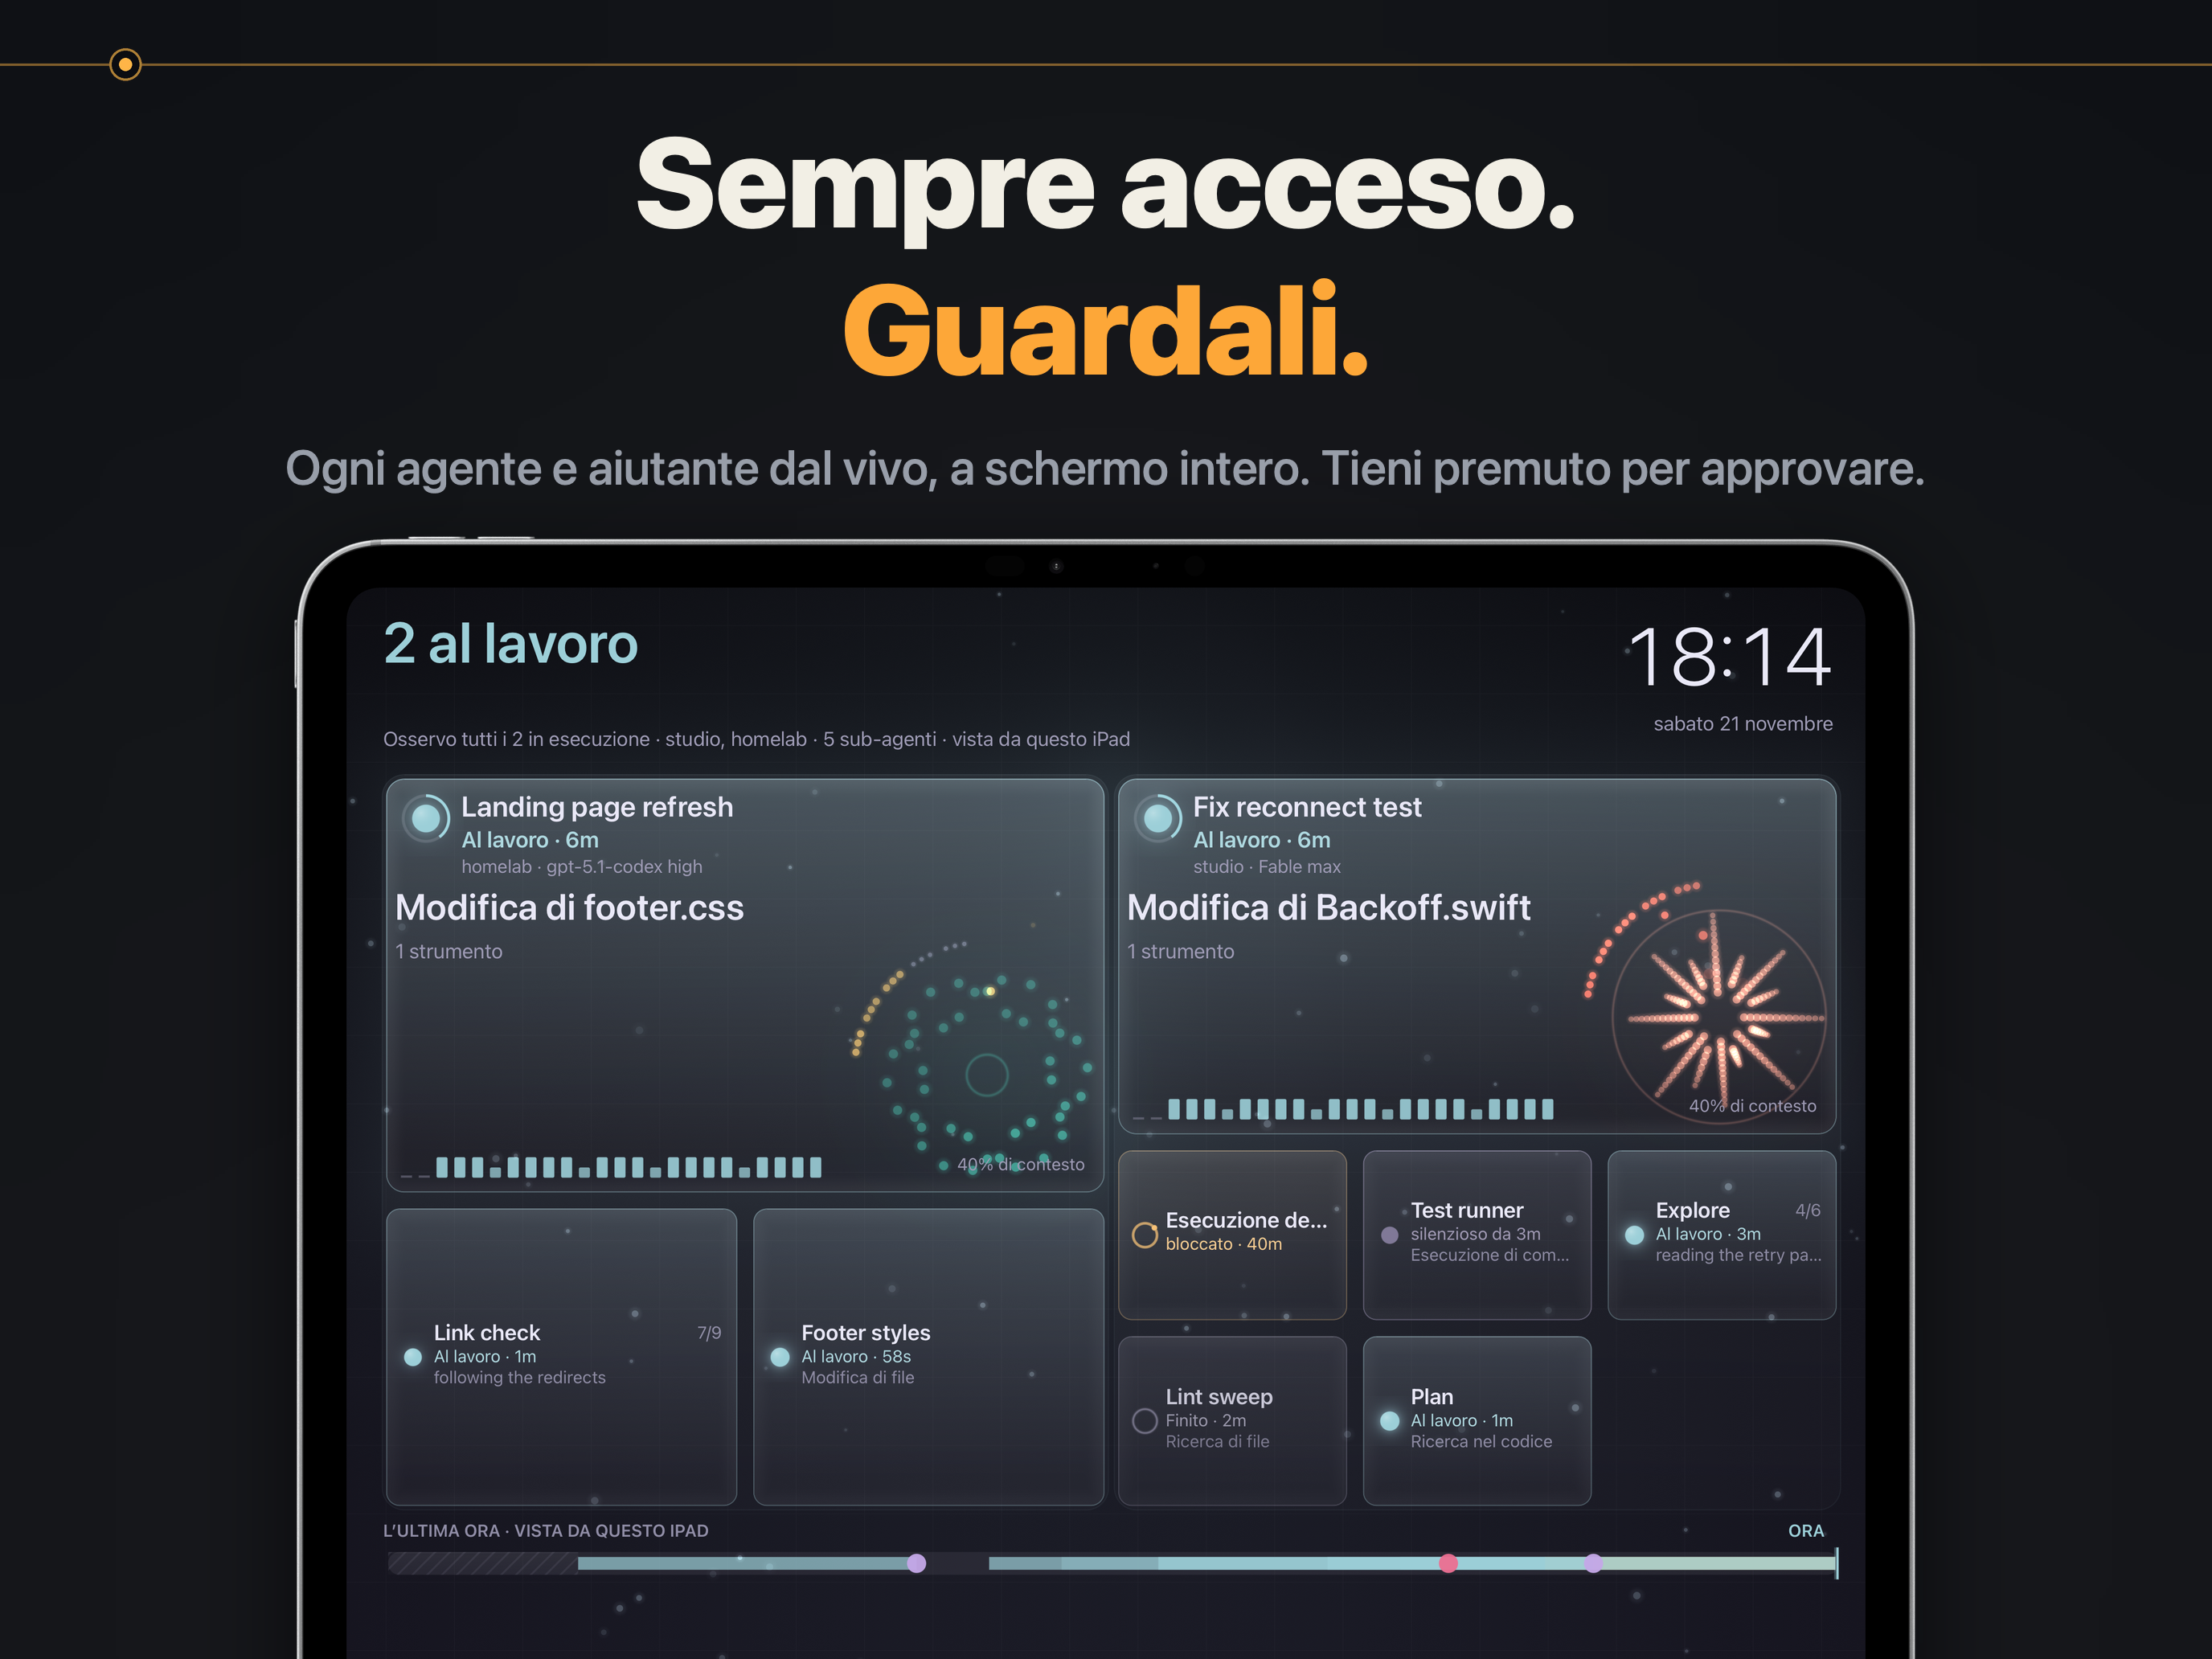 Sempre acceso.
Guardali.
Ogni agente e aiutante dal vivo, a schermo intero. Tieni premuto per approvare.
2 al lavoro
18:14
sabato 21 novembre
Osservo tutti i 2 in esecuzione · studio, homelab · 5 sub-agenti · vista da questo iPad
Landing page refresh
Al lavoro · 6m
homelab · gpt-5.1-codex high
Modifica di footer.css
1 strumento
40% di contesto
Fix reconnect test
Al lavoro · 6m
studio · Fable max
Modifica di Backoff.swift
1 strumento
40% di contesto
Link check
7/9
Al lavoro · 1m
following the redirects
Footer styles
Al lavoro · 58s
Modifica di file
Esecuzione de...
bloccato · 40m
Test runner
silenzioso da 3m
Esecuzione di com...
Explore
4/6
Al lavoro · 3m
reading the retry pa...
Lint sweep
Finito · 2m
Ricerca di file
Plan
Al lavoro · 1m
Ricerca nel codice
L'ULTIMA ORA · VISTA DA QUESTO IPAD
ORA